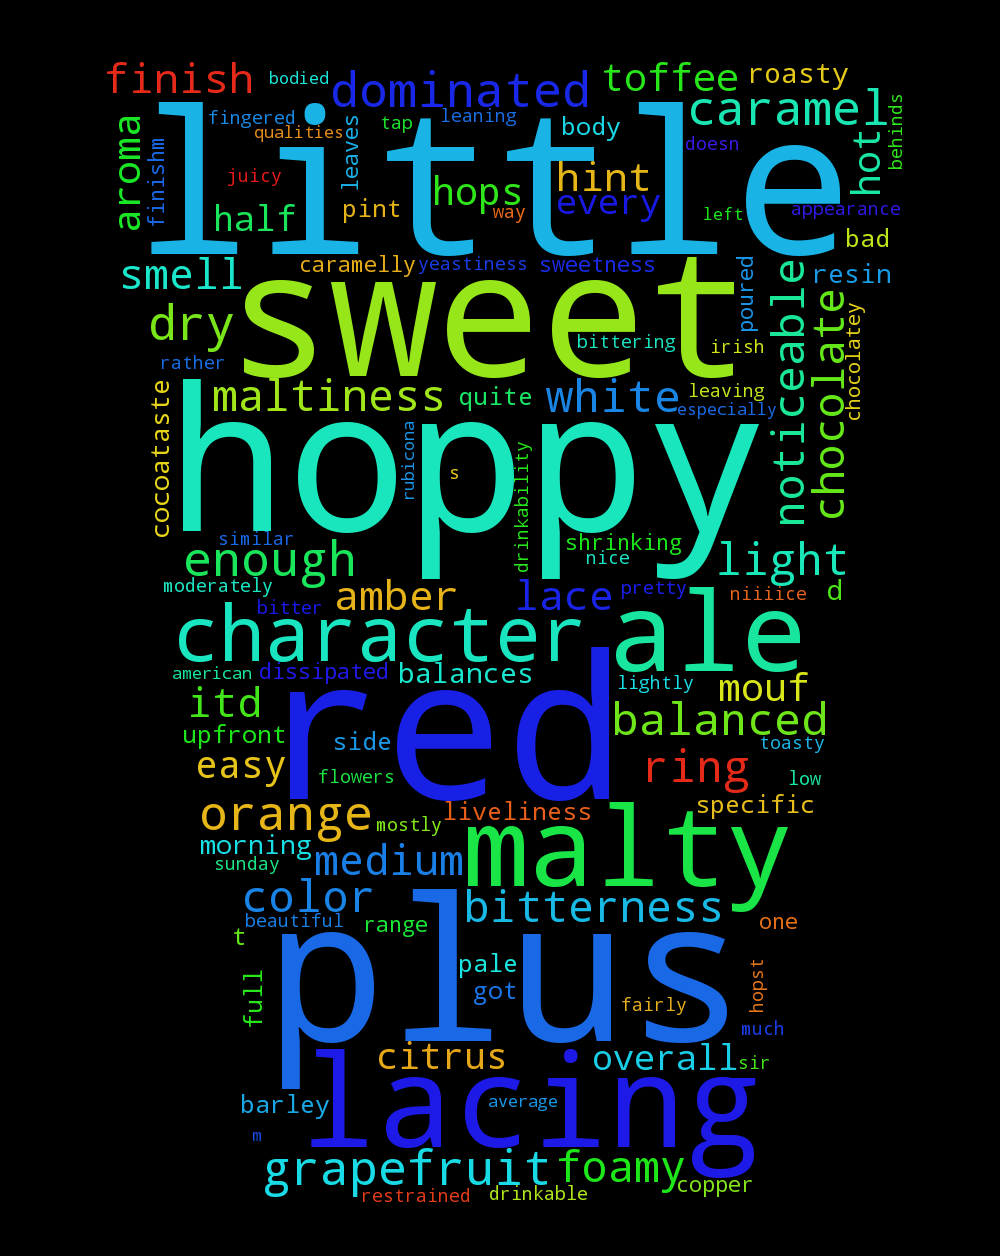 finish bodied dominated toffee roasty
fingered qualities leaves tap leaning body caramel doesn behinds
aroma finishm little hot
juicy half pint hops way hint every left appearance bad
smell caramelly yeastiness sweetness poured resin
dry sweet noticeable chocolate chocolatey
rather bittering irish
cocoataste maltiness quite white leaving especially
hoppy rubicona s drinkability
similar enough shrinking nice light
moderately bitter amber lace pretty niiiice d
character ale
american dissipated balances lightly mouf
itd red balanced
upfront side ring toasty
easy flowers low
orange mostly liveliness specific
morning sunday medium malty
color beautiful range bitterness one
t plus
full pale got fairly hopst much
citrus overall sir
barley lacing average
m
grapefruit foamy copper
restrained drinkable